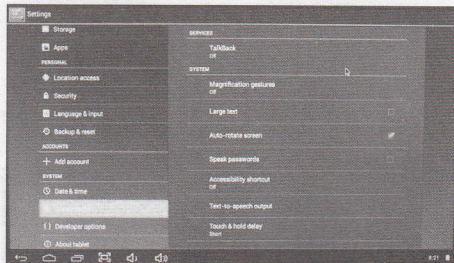 Settings
Storage
Apps
PERSONAL
Location access
Security
Language & input
Backup & reset
ACCOUNTS
Add account
SYSTEM
Date & time
Developer options
About tablet
SERVICES
TalkBack
Off
SYSTEM
Magnification gestures
Off
Large text
Auto-rotate screen
Speak passwords
Accessibility shortcut
Off
Text-to-speech output
Touch & hold delay
Short
9:21